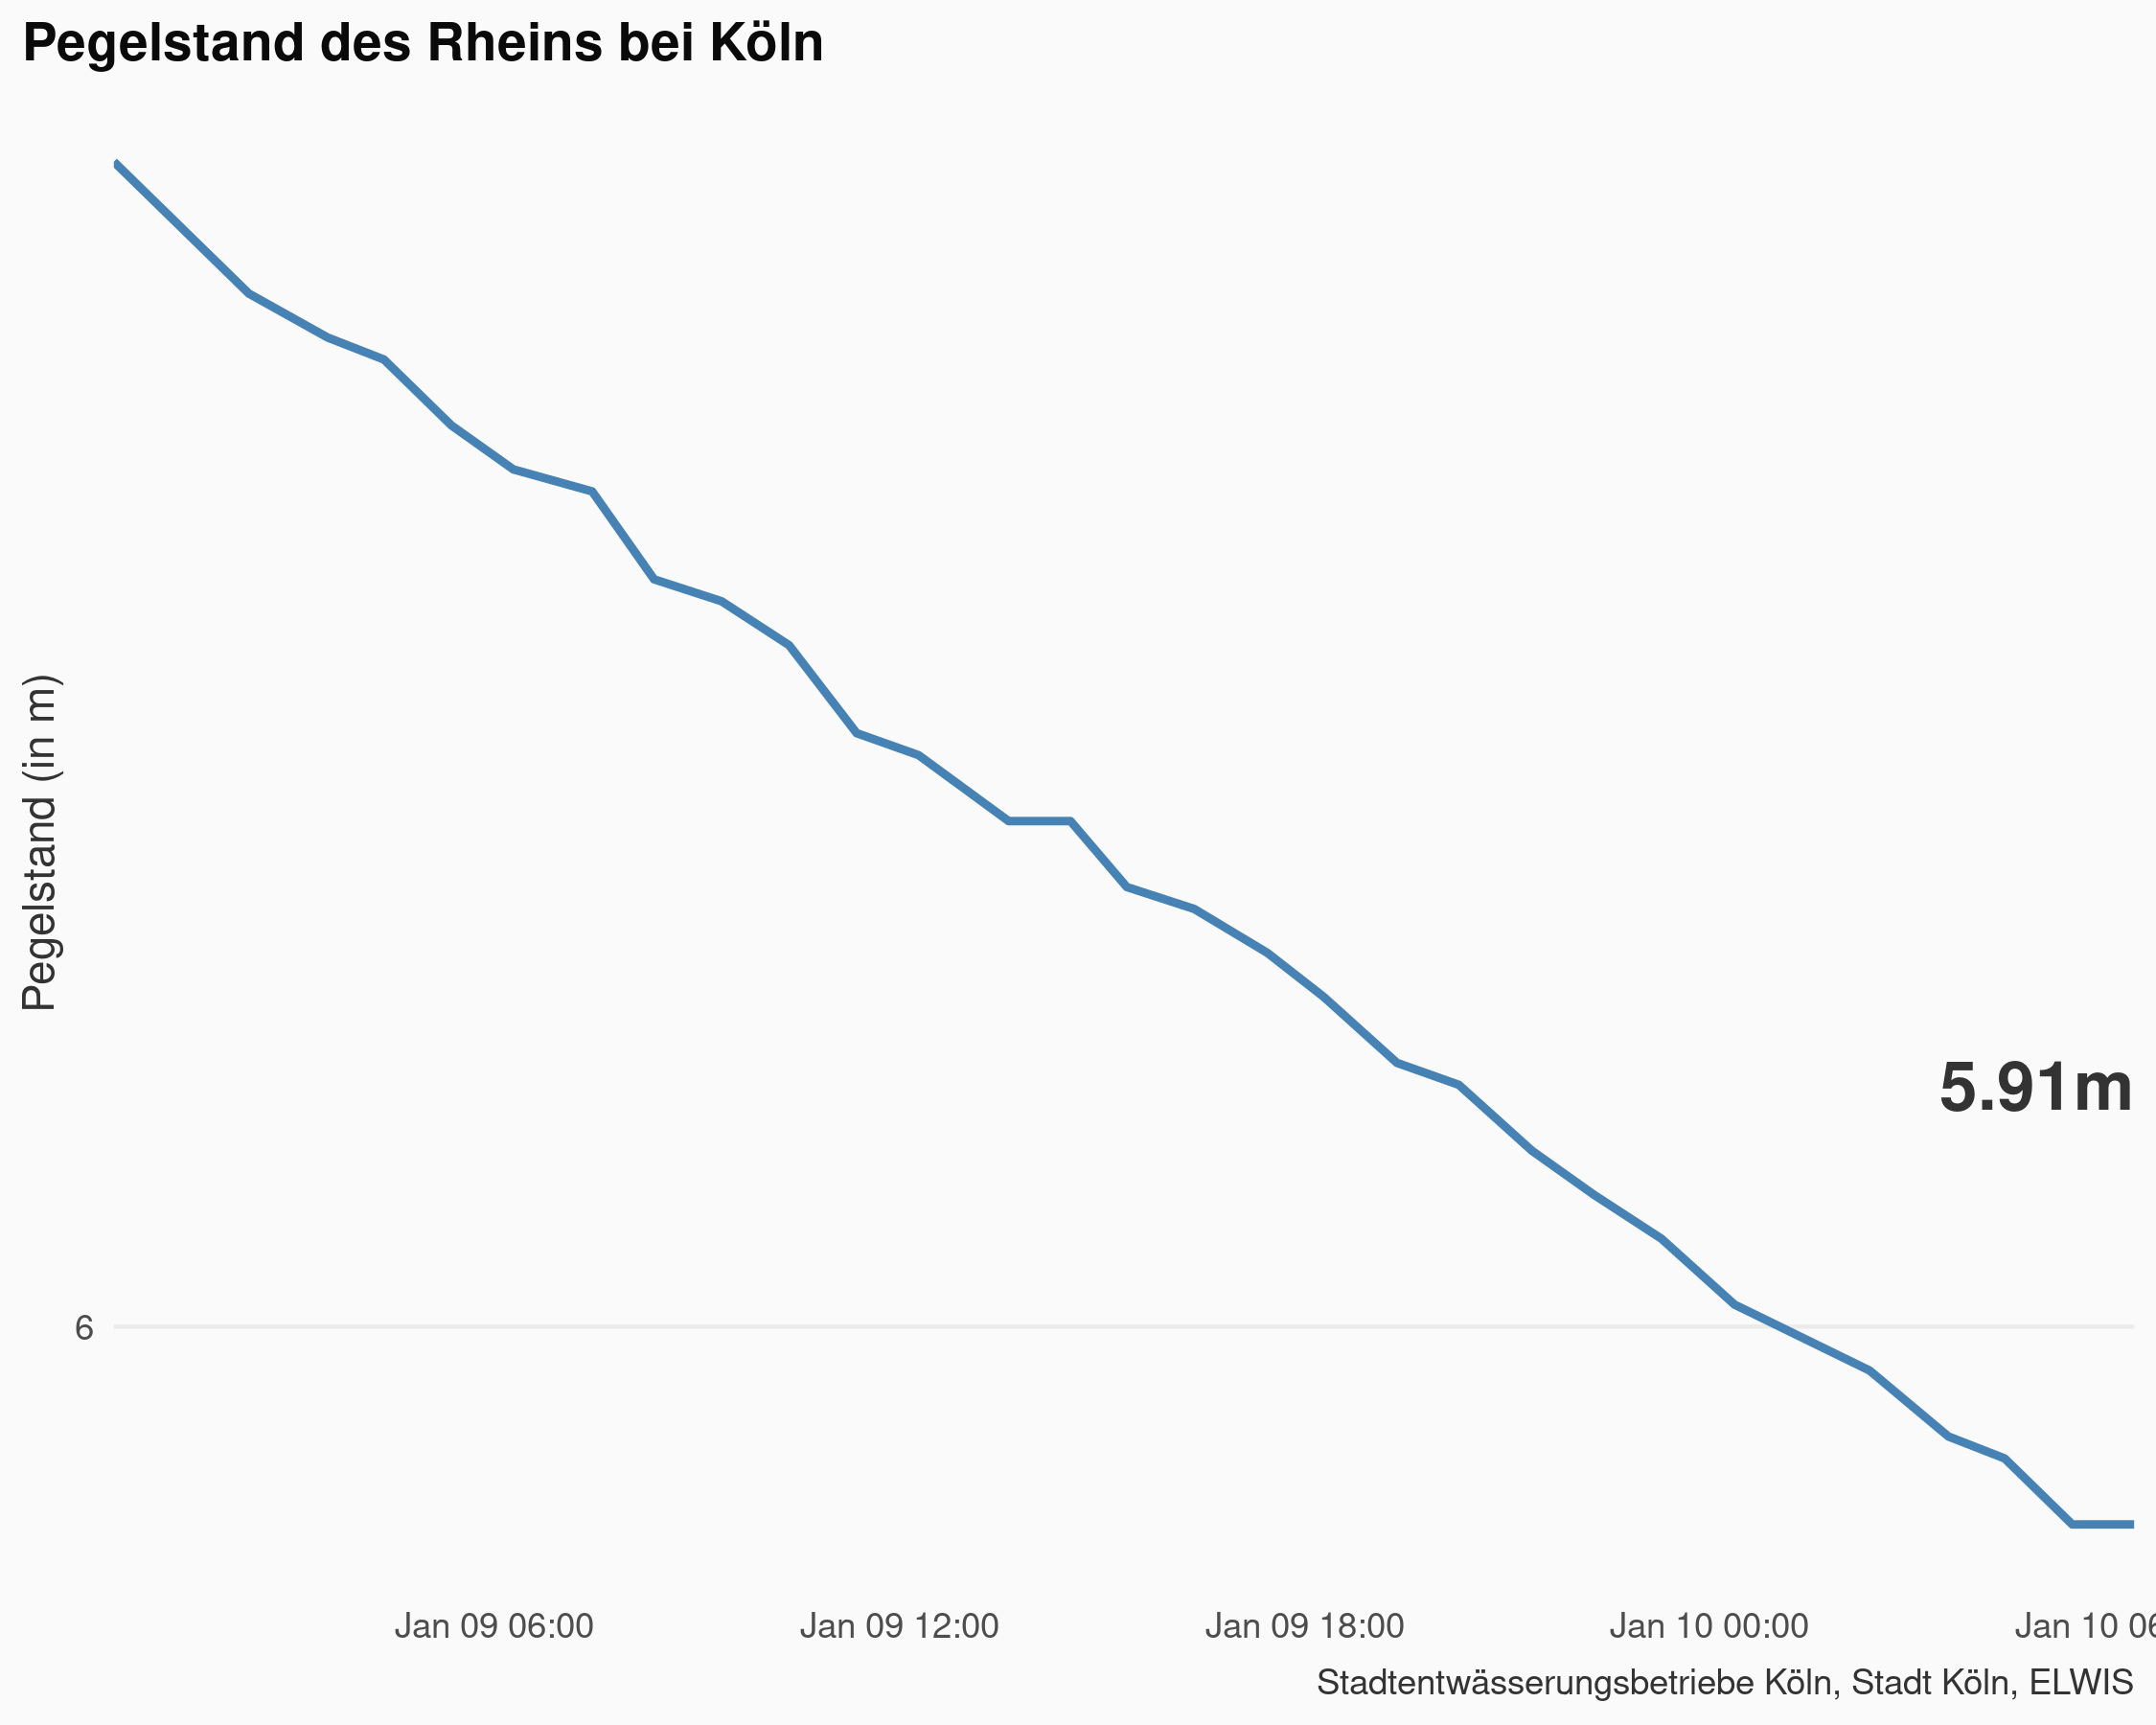 Pegelstand des Rheins bei Köln
Pegelstand (in m)
5.91m
6
Jan 09 06:00 Jan 09 12:00 Jan 09 18:00 Jan 10 00:00 Jan 10 06
Stadtentwässerungsbetriebe Köln, Stadt Köln, ELWIS